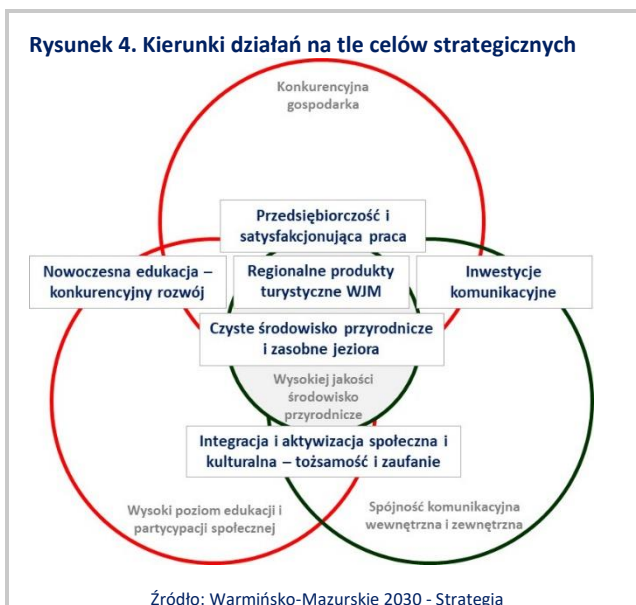 Rysunek 4. Kierunki działań na tle celów strategicznych
Konkurencyjna
gospodarka
Przedsiębiorczość i
satysfakcjonująca praca
Nowoczesna edukacja –
konkurencyjny rozwój
Regionalne produkty
turystyczne WJM
Inwestycje
komunikacyjne
Czyste środowisko przyrodnicze
i zasobne jeziora
Wysokiej jakości
środowisko
przyrodnicze
Integracja i aktywizacja społeczna i
kulturalna – tożsamość i zaufanie
Wysoki poziom edukacji i
partycypacji społecznej
Spójność komunikacyjna
wewnętrzna i zewnętrzna
Źródło: Warmińsko-Mazurskie 2030 - Strategia